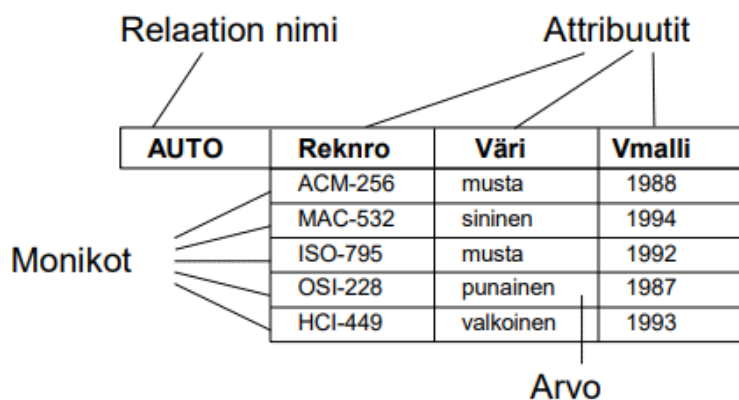 Relaation nimi Attribuutit
AUTO Reknro Väri Vmalli
ACM-256 musta 1988
MAC-532 sininen 1994
Monikot ISO-795 musta 1992
OSI-228 punainen 1987
HCI-449 valkoinen 1993
Arvo